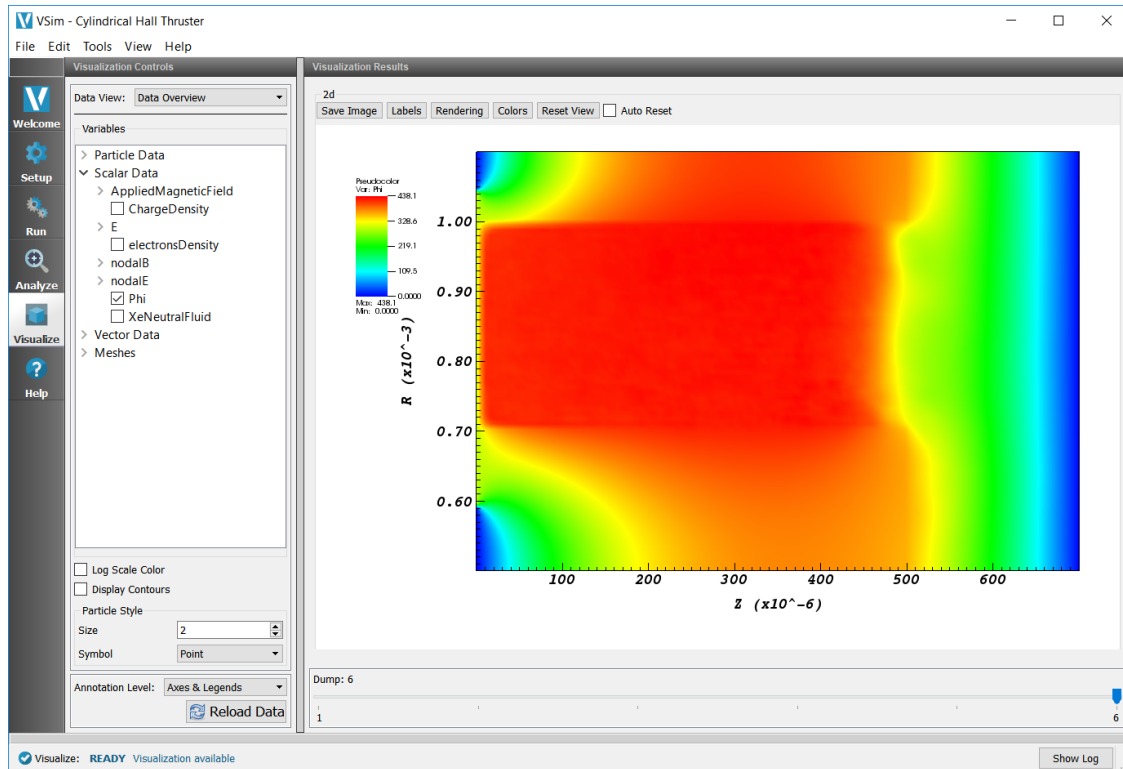 VSim - Cylindrical Hall Thruster
File Edit Tools View Help
Visualization Controls
Visualization Results
Welcome
Setup
Run
Analyze
Visualize
Help
Data View: Data Overview
Variables
Particle Data
Scalar Data
AppliedMagneticField
ChargeDensity
E
electronsDensity
nodalB
nodalE
Phi
XeNeutralFluid
Vector Data
Meshes
Log Scale Color
Display Contours
Particle Style
Size 2
Symbol Point
Annotation Level: Axes & Legends
Reload Data
2d
Save Image Labels Rendering Colors Reset View Auto Reset
Pseudocolor
Var: Phi
438.1
328.6
219.1
109.5
0.0000
Max: 438.1
Min: 0.0000
R (x10^-3)
1.00
0.90
0.80
0.70
0.60
100 200 300 400 500 600
Z (x10^-6)
Dump: 6
1 6
Visualize: READY Visualization available
Show Log